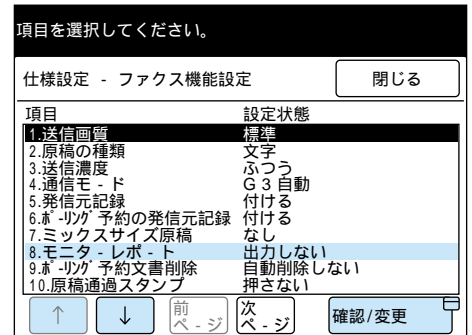 項目を選択してください。
仕様設定 - ファクス機能設定
閉じる
項目 設定状態
1.送信画質 標準
2.原稿の種類 文字
3.送信濃度 ふつう
4.通信モ - ド G 3 自動
5.発信元記録 付ける
6.ﾎﾟ-ﾘﾝｸﾞ予約の発信元記録 付ける
7.ミックスサイズ原稿 なし
8.モニタ - レポ - ト 出力しない
9.ﾎﾟ-ﾘﾝｸﾞ予約文書削除 自動削除しない
10.原稿通過スタンプ 押さない
↑ ↓ 前ペ - ジ 次ペ - ジ 確認/変更